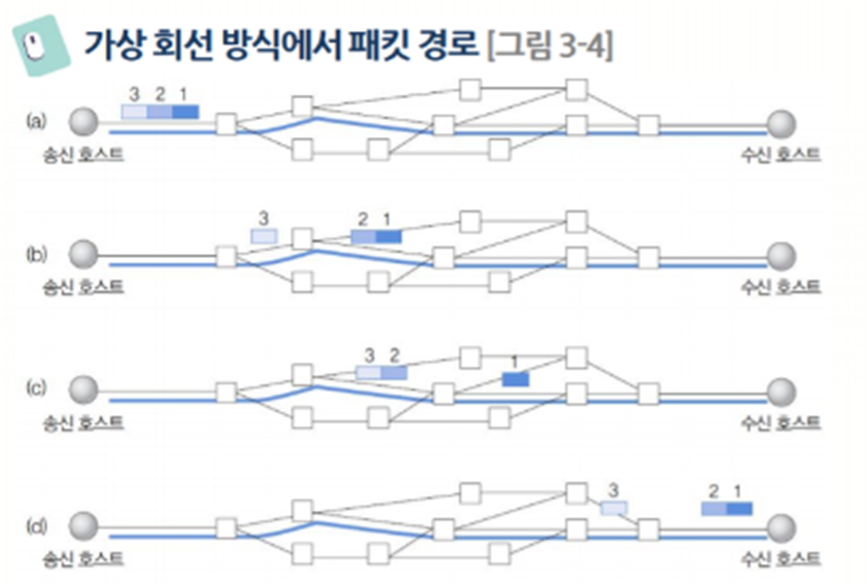 가상 회선 방식에서 패킷 경로 [그림 3-4]
3 2 1
(a)
송신 호스트 수신 호스트
3 2 1
(b)
송신 호스트 수신 호스트
3 2 1
(c)
송신 호스트 수신 호스트
3 2 1
(d)
송신 호스트 수신 호스트